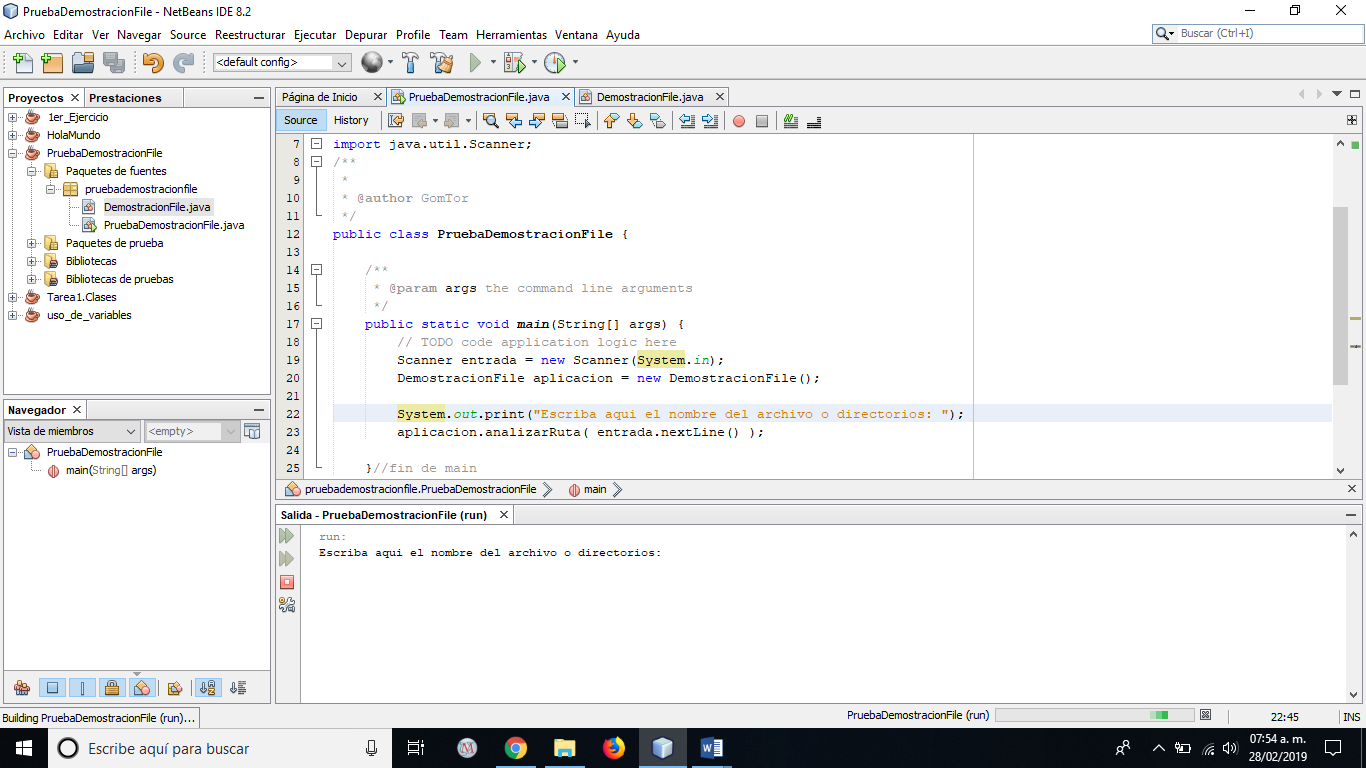 PruebaDemostracionFile - NetBeans IDE 8.2
Archivo Editar Ver Navegar Source Reestructurar Ejecutar Depurar Profile Team Herramientas Ventana Ayuda
Buscar (Ctrl+I)
<default config>
Proyectos
Prestaciones
1er_Ejercicio
HolaMundo
PruebaDemostracionFile
Paquetes de fuentes
pruebademostracionfile
DemostracionFile.java
PruebaDemostracionFile.java
Paquetes de prueba
Bibliotecas
Bibliotecas de pruebas
Tarea1.Clases
uso_de_variables
Navegador
Vista de miembros
<empty>
PruebaDemostracionFile
main(String[] args)
Página de Inicio
PruebaDemostracionFile.java
DemostracionFile.java
Source
History
7 import java.util.Scanner;
8 /**
9 *
10 * @author GomTor
11 */
12 public class PruebaDemostracionFile {
13
14 /**
15 * @param args the command line arguments
16 */
17 public static void main(String[] args) {
18 // TODO code application logic here
19 Scanner entrada = new Scanner(System.in);
20 DemostracionFile aplicacion = new DemostracionFile();
21
22 System.out.print("Escriba aqui el nombre del archivo o directorios: ");
23 aplicacion.analizarRuta( entrada.nextLine() );
24
25 }//fin de main
pruebademostracionfile.PruebaDemostracionFile
main
Salida - PruebaDemostracionFile (run)
run:
Escriba aqui el nombre del archivo o directorios:
Building PruebaDemostracionFile (run)...
PruebaDemostracionFile (run)
22:45
INS
Escribe aquí para buscar
07:54 a. m.
28/02/2019